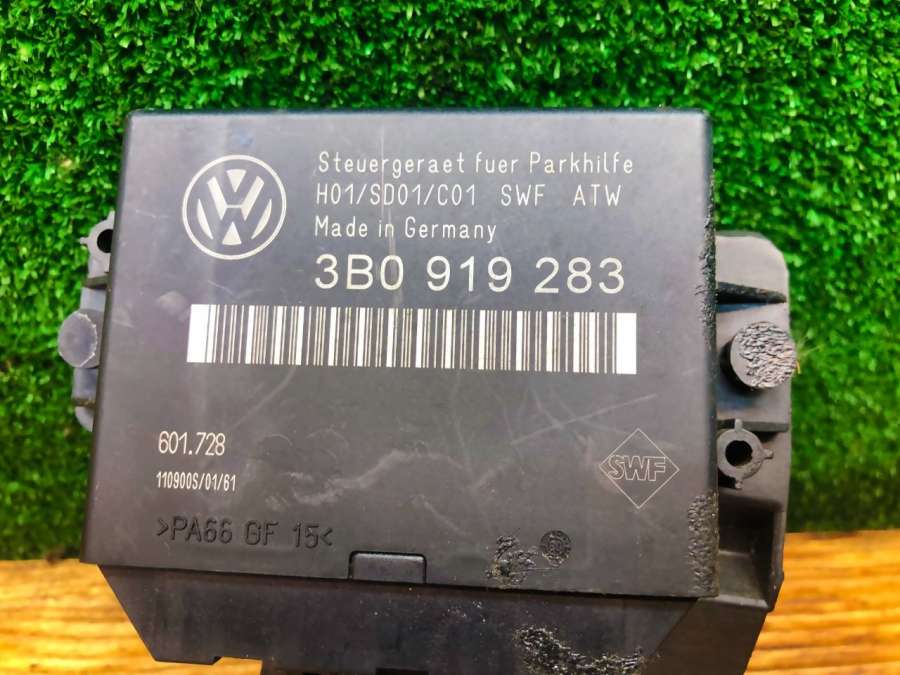 Steuergeraet fuer Parkhilfe
H01/SD01/C01 SWF ATW
Made in Germany
3B0 919 283
601.728
110900S/01/61
SWF
>PA66 GF 15<